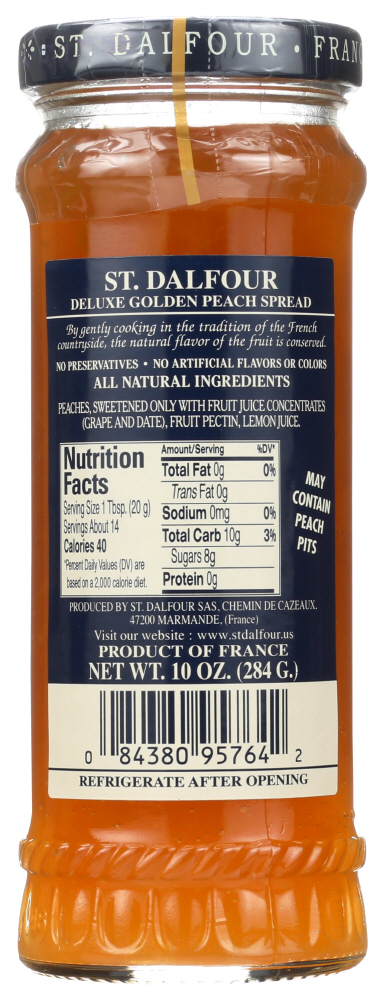 ST. DALFOUR • FRAN
ST. DALFOUR
DELUXE GOLDEN PEACH SPREAD
By gently cooking in the tradition of the French
countryside, the natural flavor of the fruit is conserved.
NO PRESERVATIVES • NO ARTIFICIAL FLAVORS OR COLORS
ALL NATURAL INGREDIENTS
PEACHES, SWEETENED ONLY WITH FRUIT JUICE CONCENTRATES
(GRAPE AND DATE), FRUIT PECTIN, LEMON JUICE.
Nutrition
Facts
Serving Size 1 Tbsp. (20 g)
Servings About 14
Calories 40
*Percent Daily Values (DV) are
based on a 2,000 calorie diet.
Amount/Serving %DV*
Total Fat 0g 0%
Trans Fat 0g
Sodium 0mg 0%
Total Carb 10g 3%
Sugars 8g
Protein 0g
MAY
CONTAIN
PEACH
PITS
PRODUCED BY ST. DALFOUR SAS, CHEMIN DE CAZEAUX,
47200 MARMANDE, (France)
Visit our website : www.stdalfour.us
PRODUCT OF FRANCE
NET WT. 10 OZ. (284 G.)
0 84380 95764 2
REFRIGERATE AFTER OPENING